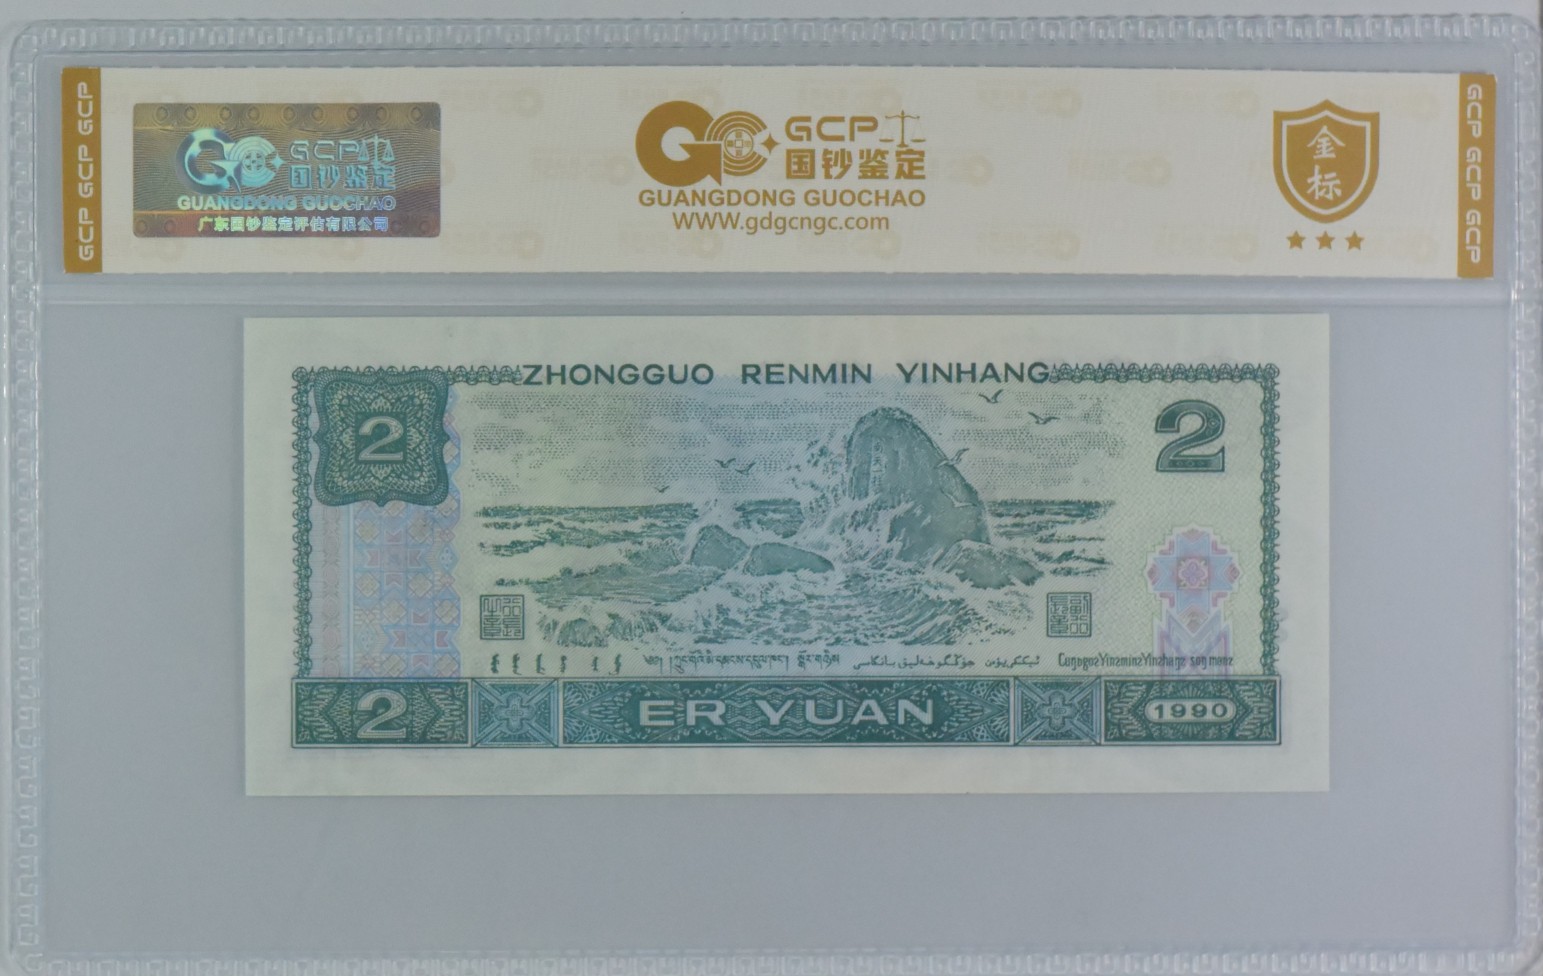 GCP GCP GCP
GCP
国钞鉴定
GUANGDONG GUOCHAO
广东国钞鉴定评估有限公司
GCP
国钞鉴定
GUANGDONG GUOCHAO
WWW.gdgcngc.com
金标
GCP GCP GCP
ZHONGGUO RENMIN YINHANG
2
2
2
ER YUAN
1990